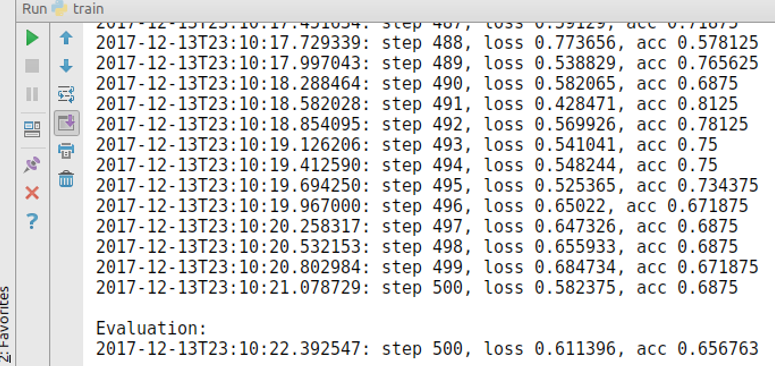 Run train
2017-12-13T23:10:17.451634: step 487, loss 0.59129, acc 0.71875
2017-12-13T23:10:17.729339: step 488, loss 0.773656, acc 0.578125
2017-12-13T23:10:17.997043: step 489, loss 0.538829, acc 0.765625
2017-12-13T23:10:18.288464: step 490, loss 0.582065, acc 0.6875
2017-12-13T23:10:18.582028: step 491, loss 0.428471, acc 0.8125
2017-12-13T23:10:18.854095: step 492, loss 0.569926, acc 0.78125
2017-12-13T23:10:19.126206: step 493, loss 0.541041, acc 0.75
2017-12-13T23:10:19.412590: step 494, loss 0.548244, acc 0.75
2017-12-13T23:10:19.694250: step 495, loss 0.525365, acc 0.734375
2017-12-13T23:10:19.967000: step 496, loss 0.65022, acc 0.671875
2017-12-13T23:10:20.258317: step 497, loss 0.647326, acc 0.6875
2017-12-13T23:10:20.532153: step 498, loss 0.655933, acc 0.6875
2017-12-13T23:10:20.802984: step 499, loss 0.684734, acc 0.671875
2017-12-13T23:10:21.078729: step 500, loss 0.582375, acc 0.6875
Evaluation:
2017-12-13T23:10:22.392547: step 500, loss 0.611396, acc 0.656763
2: Favorites